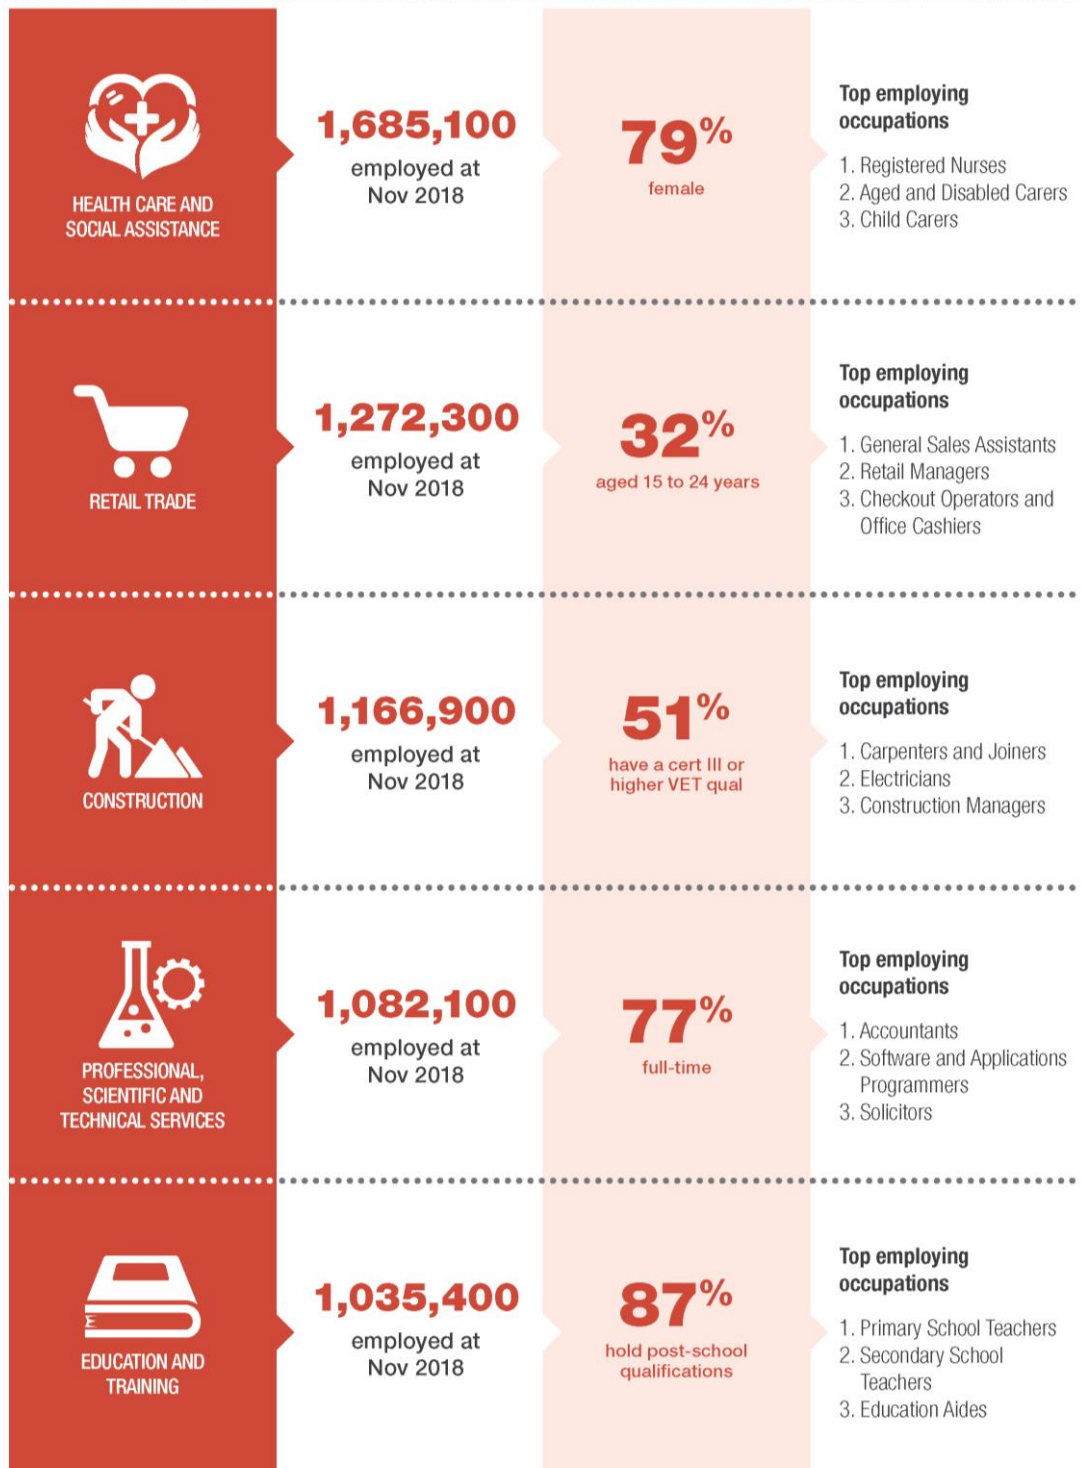 HEALTH CARE AND
SOCIAL ASSISTANCE
1,685,100
employed at
Nov 2018
79%
female
Top employing
occupations
1. Registered Nurses
2. Aged and Disabled Carers
3. Child Carers
RETAIL TRADE
1,272,300
employed at
Nov 2018
32%
aged 15 to 24 years
Top employing
occupations
1. General Sales Assistants
2. Retail Managers
3. Checkout Operators and
Office Cashiers
CONSTRUCTION
1,166,900
employed at
Nov 2018
51%
have a cert III or
higher VET qual
Top employing
occupations
1. Carpenters and Joiners
2. Electricians
3. Construction Managers
PROFESSIONAL,
SCIENTIFIC AND
TECHNICAL SERVICES
1,082,100
employed at
Nov 2018
77%
full-time
Top employing
occupations
1. Accountants
2. Software and Applications
Programmers
3. Solicitors
EDUCATION AND
TRAINING
1,035,400
employed at
Nov 2018
87%
hold post-school
qualifications
Top employing
occupations
1. Primary School Teachers
2. Secondary School
Teachers
3. Education Aides